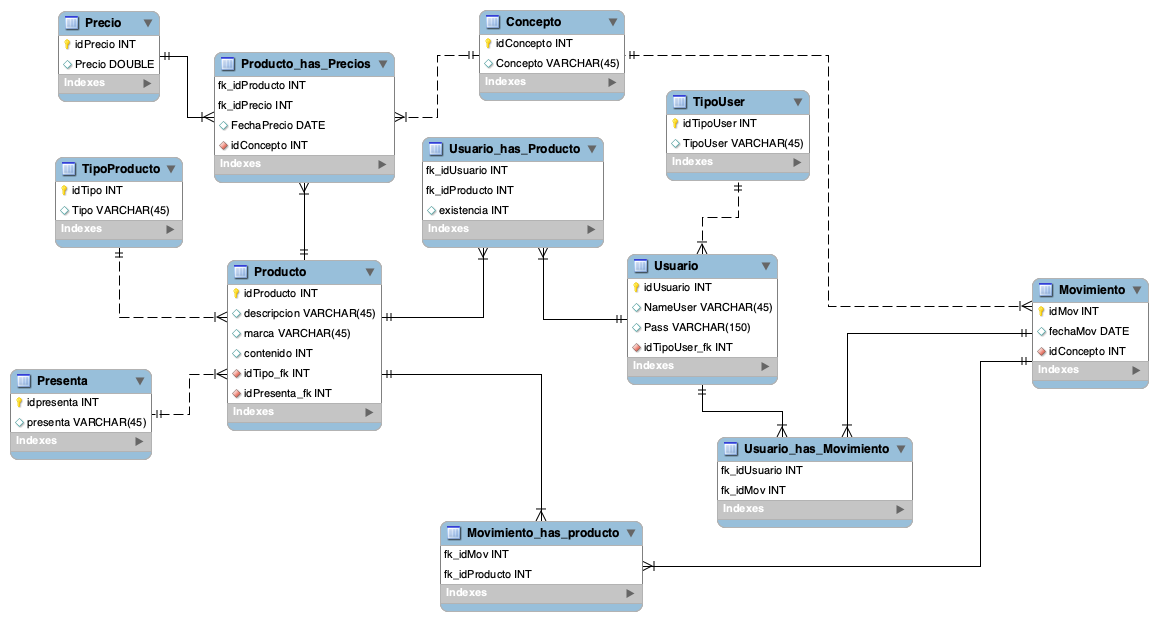 Precio
idPrecio INT
Precio DOUBLE
Indexes
Producto_has_Precios
fk_idProducto INT
fk_idPrecio INT
FechaPrecio DATE
idConcepto INT
Indexes
Concepto
idConcepto INT
Concepto VARCHAR(45)
Indexes
TipoUser
idTipoUser INT
TipoUser VARCHAR(45)
Indexes
Usuario_has_Producto
fk_idUsuario INT
fk_idProducto INT
existencia INT
Indexes
TipoProducto
idTipo INT
Tipo VARCHAR(45)
Indexes
Producto
idProducto INT
descripcion VARCHAR(45)
marca VARCHAR(45)
contenido INT
idTipo_fk INT
idPresenta_fk INT
Indexes
Usuario
idUsuario INT
NameUser VARCHAR(45)
Pass VARCHAR(150)
idTipoUser_fk INT
Indexes
Movimiento
idMov INT
fechaMov DATE
idConcepto INT
Indexes
Presenta
idpresenta INT
presenta VARCHAR(45)
Indexes
Usuario_has_Movimiento
fk_idUsuario INT
fk_idMov INT
Indexes
Movimiento_has_producto
fk_idMov INT
fk_idProducto INT
Indexes